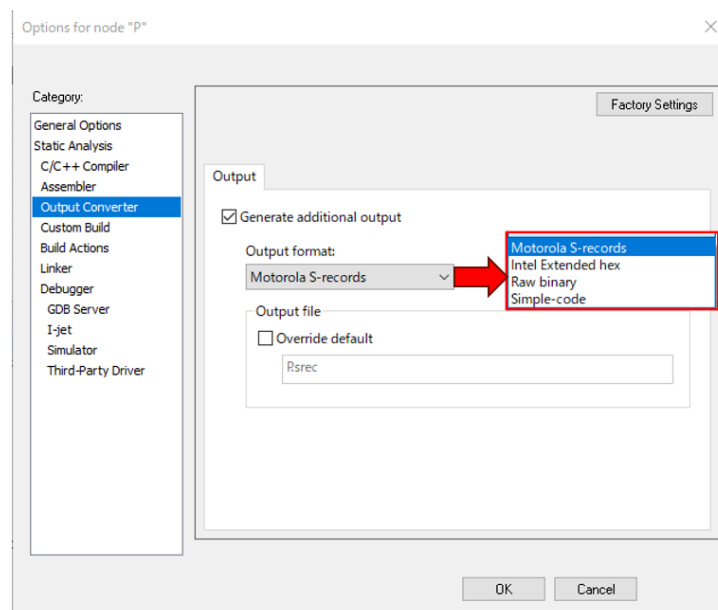 Options for node "P"
Category:
Factory Settings
General Options
Static Analysis
C/C++ Compiler
Assembler
Output Converter
Custom Build
Build Actions
Linker
Debugger
GDB Server
I-jet
Simulator
Third-Party Driver
Output
Generate additional output
Output format:
Motorola S-records
Motorola S-records
Intel Extended hex
Raw binary
Simple-code
Output file
Override default
P.srec
OK
Cancel